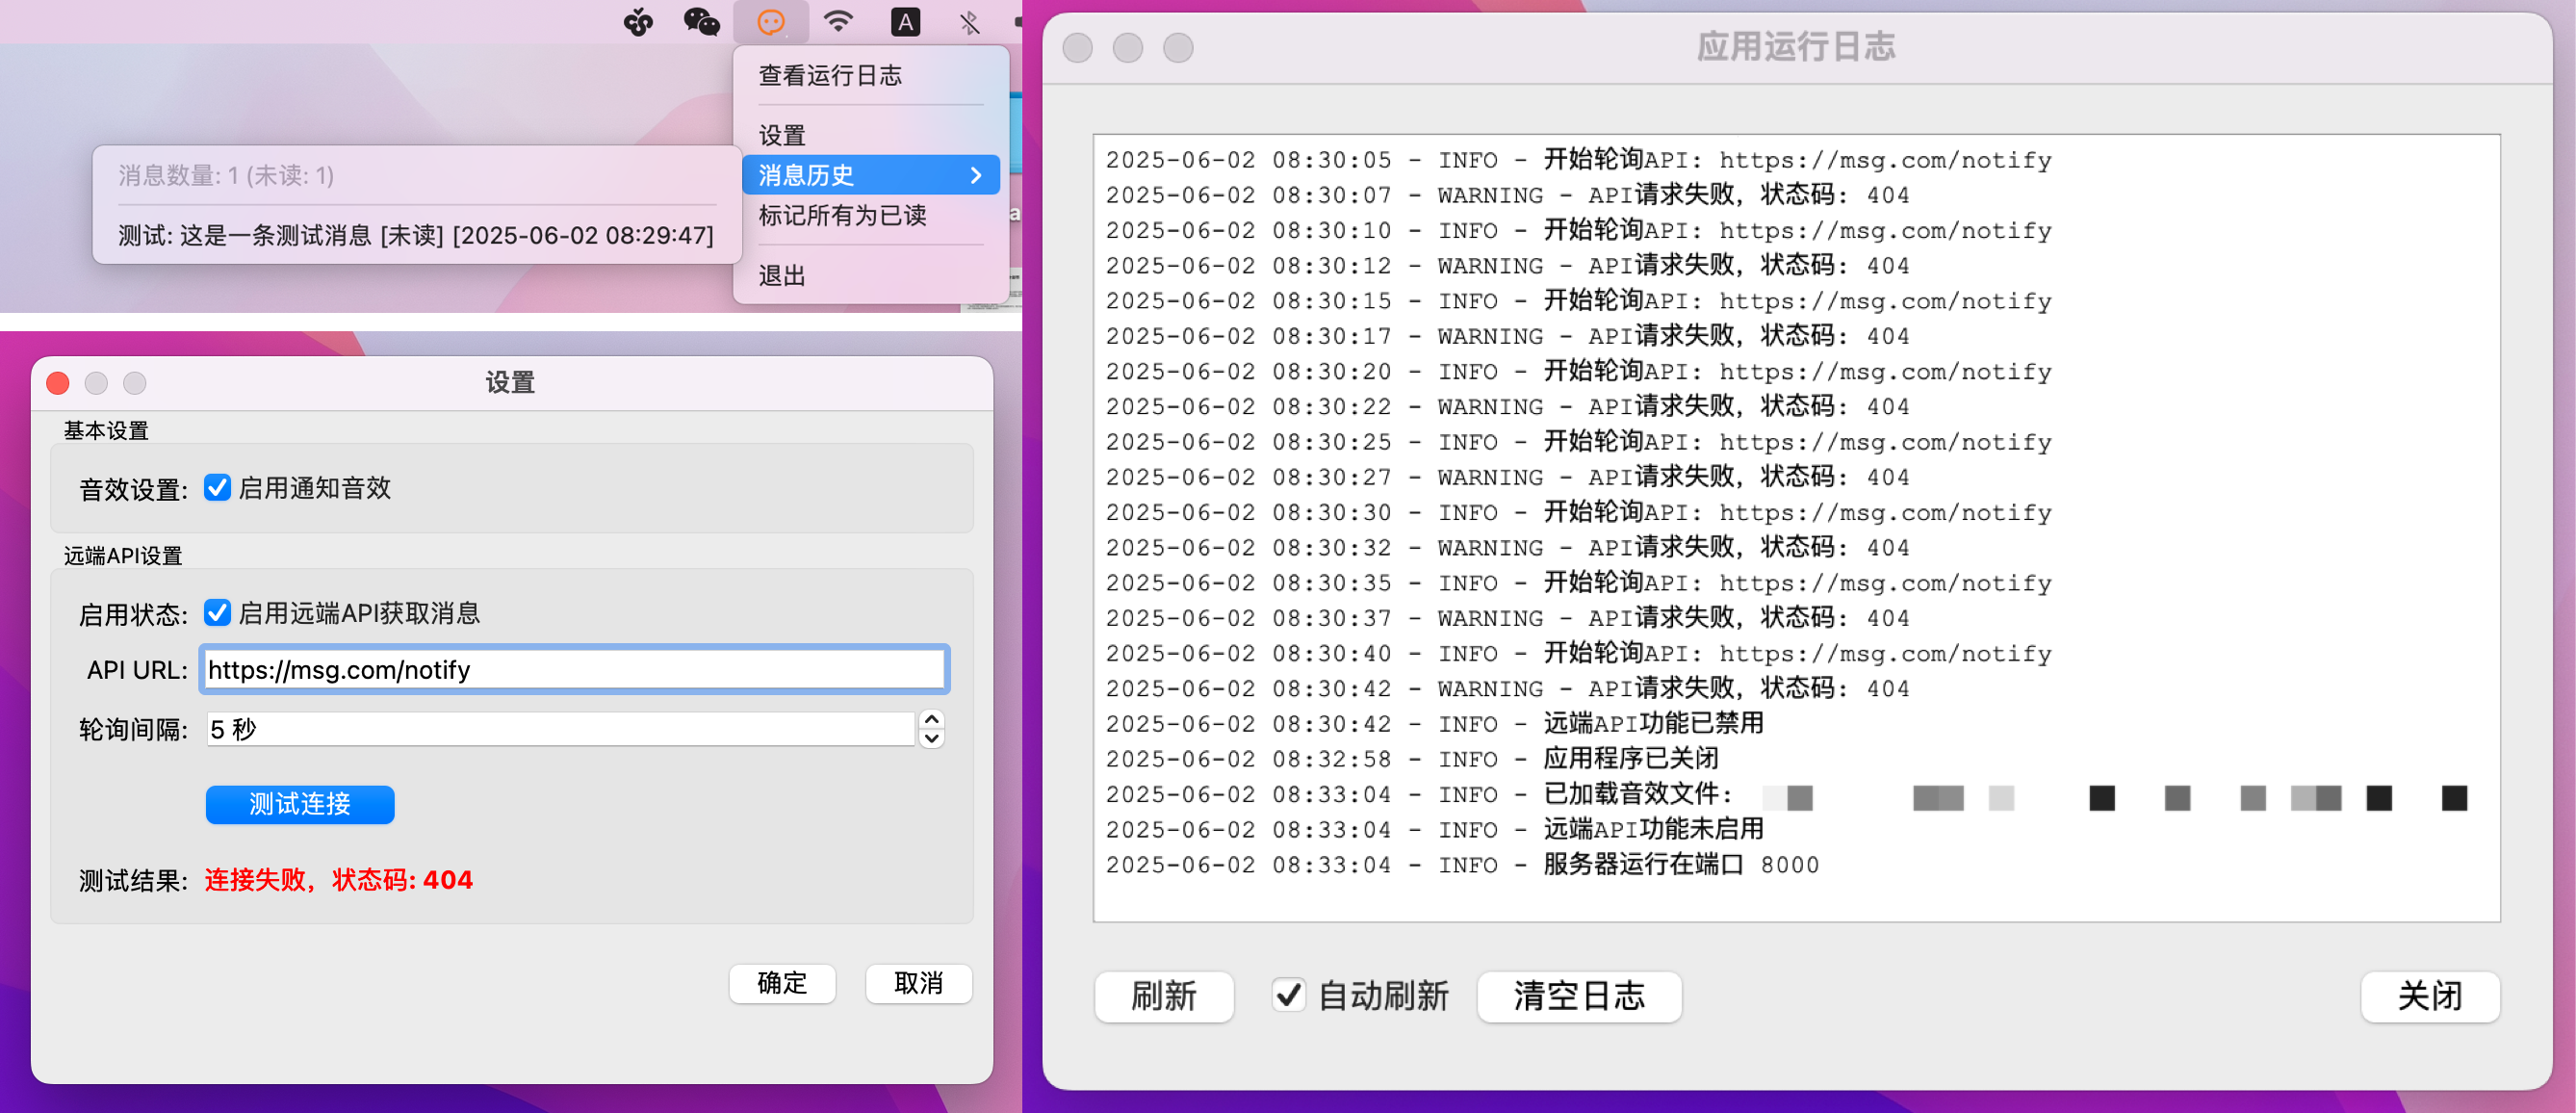 A
查看运行日志
设置
消息历史
标记所有为已读
退出
消息数量: 1 (未读: 1)
测试: 这是一条测试消息 [未读] [2025-06-02 08:29:47]
a
设置
基本设置
音效设置: 启用通知音效
远端API设置
启用状态: 启用远端API获取消息
API URL: https://msg.com/notify
轮询间隔: 5 秒
测试连接
测试结果: 连接失败，状态码: 404
确定 取消
应用运行日志
2025-06-02 08:30:05 - INFO - 开始轮询API: https://msg.com/notify
2025-06-02 08:30:07 - WARNING - API请求失败，状态码: 404
2025-06-02 08:30:10 - INFO - 开始轮询API: https://msg.com/notify
2025-06-02 08:30:12 - WARNING - API请求失败，状态码: 404
2025-06-02 08:30:15 - INFO - 开始轮询API: https://msg.com/notify
2025-06-02 08:30:17 - WARNING - API请求失败，状态码: 404
2025-06-02 08:30:20 - INFO - 开始轮询API: https://msg.com/notify
2025-06-02 08:30:22 - WARNING - API请求失败，状态码: 404
2025-06-02 08:30:25 - INFO - 开始轮询API: https://msg.com/notify
2025-06-02 08:30:27 - WARNING - API请求失败，状态码: 404
2025-06-02 08:30:30 - INFO - 开始轮询API: https://msg.com/notify
2025-06-02 08:30:32 - WARNING - API请求失败，状态码: 404
2025-06-02 08:30:35 - INFO - 开始轮询API: https://msg.com/notify
2025-06-02 08:30:37 - WARNING - API请求失败，状态码: 404
2025-06-02 08:30:40 - INFO - 开始轮询API: https://msg.com/notify
2025-06-02 08:30:42 - WARNING - API请求失败，状态码: 404
2025-06-02 08:30:42 - INFO - 远端API功能已禁用
2025-06-02 08:32:58 - INFO - 应用程序已关闭
2025-06-02 08:33:04 - INFO - 已加载音效文件:
2025-06-02 08:33:04 - INFO - 远端API功能未启用
2025-06-02 08:33:04 - INFO - 服务器运行在端口 8000
刷新 自动刷新 清空日志 关闭